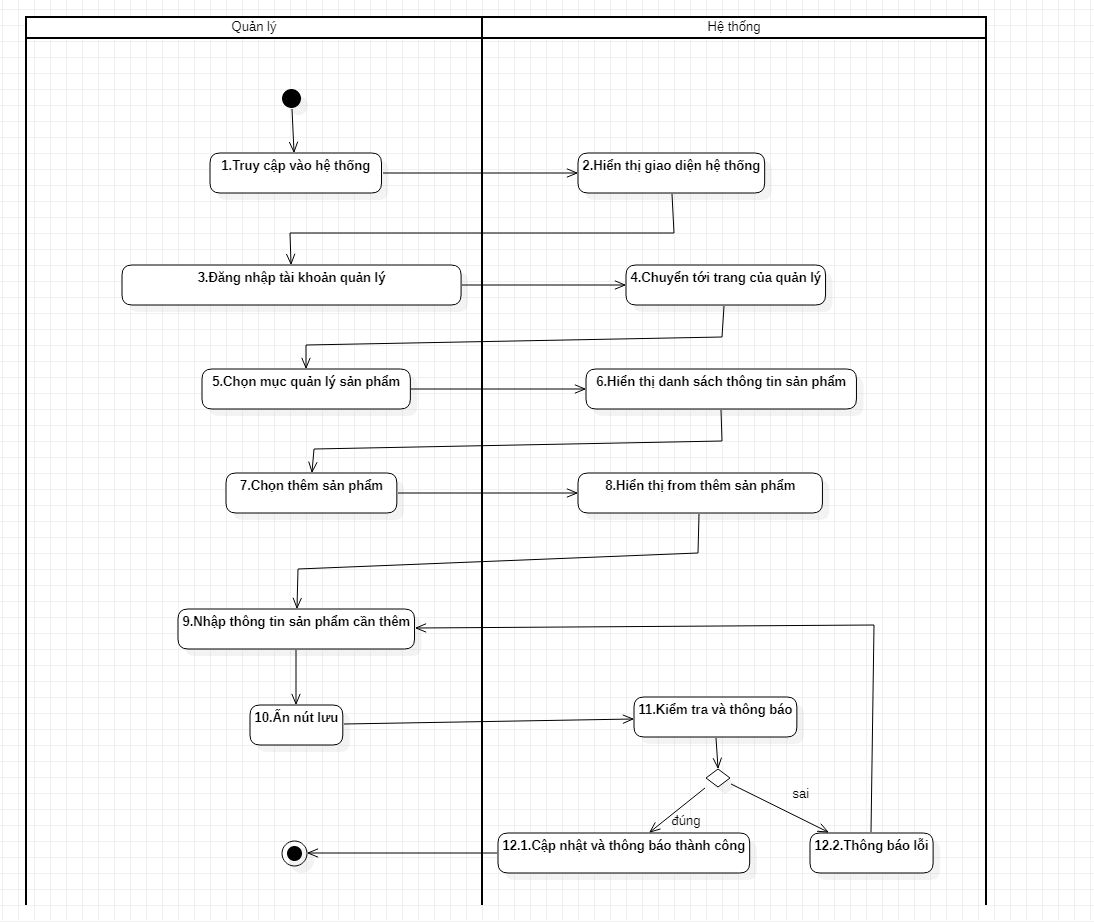 Quản lý
Hệ thống
1.Truy cập vào hệ thống
2.Hiển thị giao diện hệ thống
3.Đăng nhập tài khoản quản lý
4.Chuyển tới trang của quản lý
5.Chọn mục quản lý sản phẩm
6.Hiển thị danh sách thông tin sản phẩm
7.Chọn thêm sản phẩm
8.Hiển thị from thêm sản phẩm
9.Nhập thông tin sản phẩm cần thêm
10.Ấn nút lưu
11.Kiểm tra và thông báo
sai
đúng
12.1.Cập nhật và thông báo thành công
12.2.Thông báo lỗi